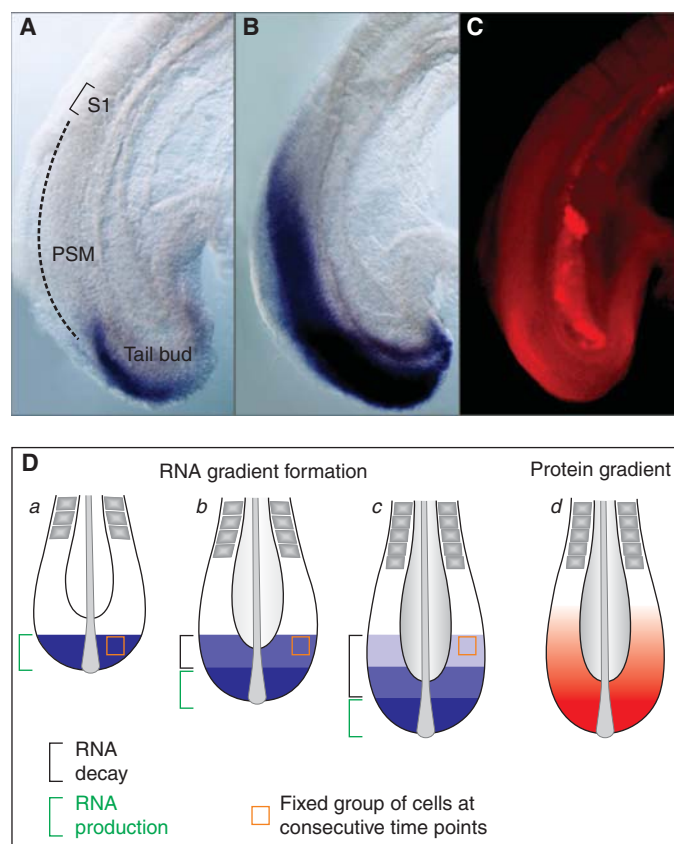 A
B
C
S1
PSM
Tail bud
D
RNA gradient formation
Protein gradient
a
b
c
d
RNA
decay
RNA
production
Fixed group of cells at
consecutive time points